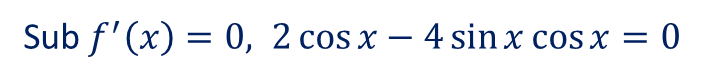 Sub f′(x) = 0, 2 cos x − 4 sin x cos x = 0